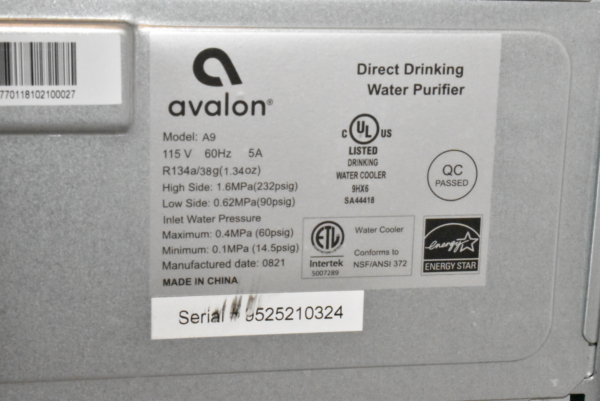 770118102100027
avalon®
Direct Drinking
Water Purifier
Model: A9
115 V 60Hz 5A
R134a/38g(1.34oz)
High Side: 1.6MPa(232psig)
Low Side: 0.62MPa(90psig)
Inlet Water Pressure
Maximum: 0.4MPa (60psig)
Minimum: 0.1MPa (14.5psig)
Manufactured date: 0821
MADE IN CHINA
C UL US
LISTED
DRINKING
WATER COOLER
9HX6
SA44418
QC
PASSED
ETL
Intertek
5007289
Water Cooler
Conforms to
NSF/ANSI 372
energy
ENERGY STAR
Serial # 9525210324